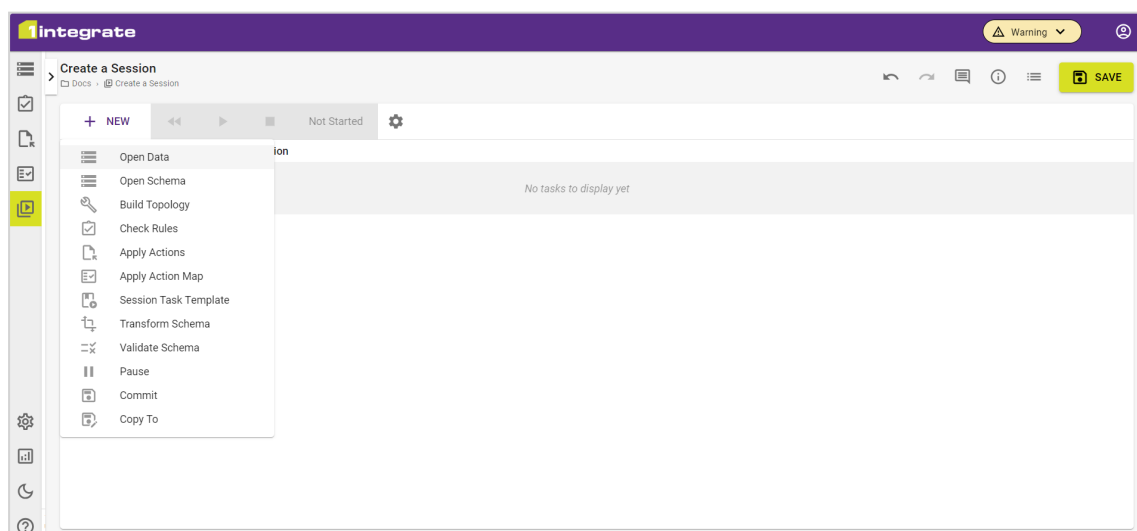 1integrate
Warning
Create a Session
Docs › Create a Session
SAVE
+ NEW
Not Started
Open Data
ion
Open Schema
No tasks to display yet
Build Topology
Check Rules
Apply Actions
Apply Action Map
Session Task Template
Transform Schema
Validate Schema
Pause
Commit
Copy To